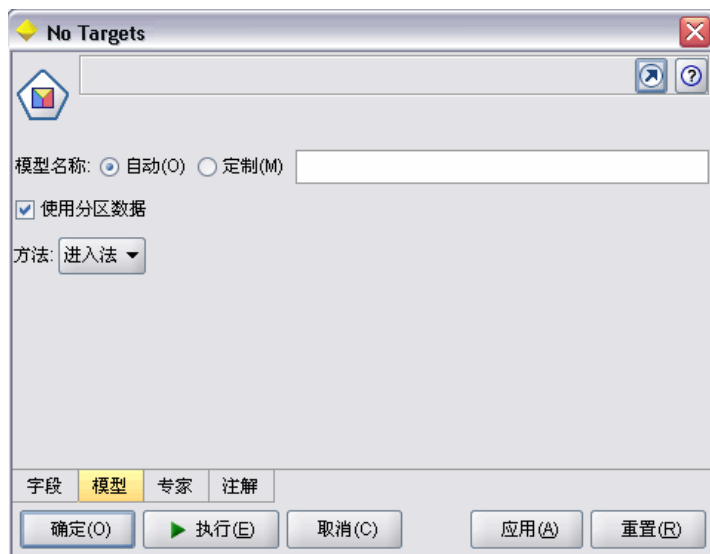 No Targets
模型名称: 自动(O) 定制(M)
使用分区数据
方法: 进入法
字段 模型 专家 注解
确定(O) 执行(E) 取消(C) 应用(A) 重置(R)